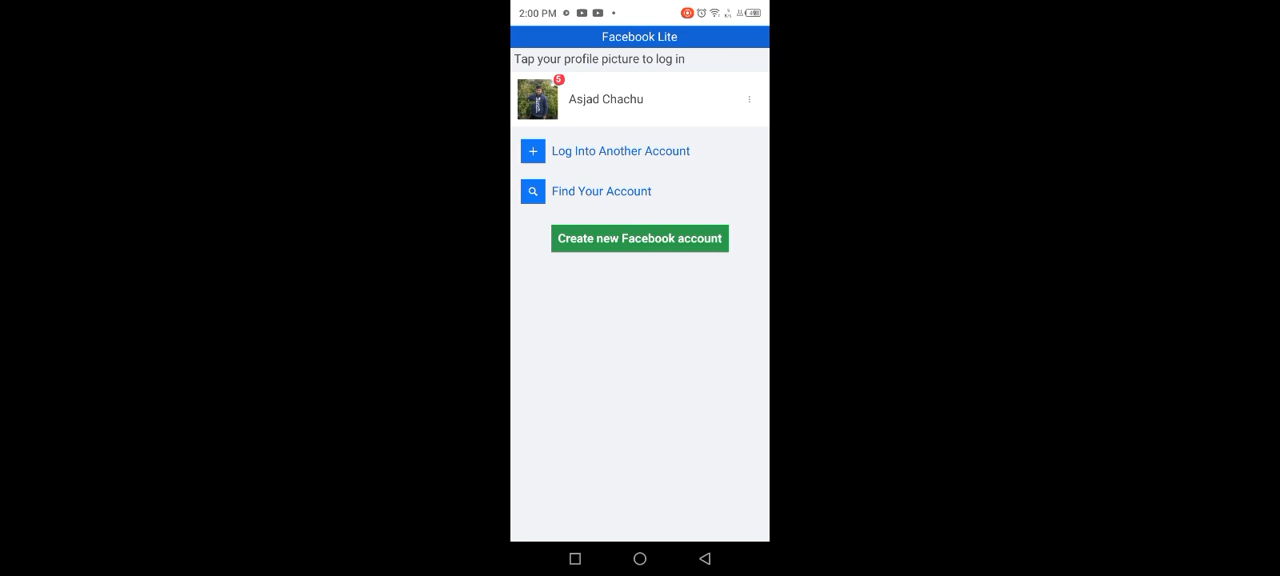 2:00 PM
Facebook Lite
Tap your profile picture to log in
5
Asjad Chachu
Log Into Another Account
Find Your Account
Create new Facebook account